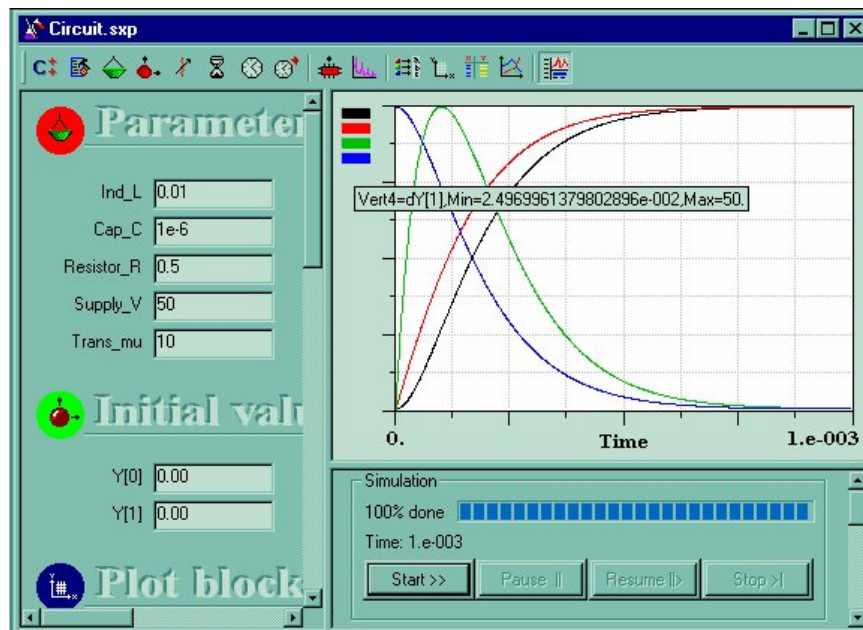 Circuit.sxp
Parameter
Ind_L 0.01
Cap_C 1e-6
Resistor_R 0.5
Supply_V 50
Trans_mu 10
Initial valu
Y[0] 0.00
Y[1] 0.00
Plot block
Vert4=dY[1],Min=2.4969961379802896e-002,Max=50.
0. Time 1.e-003
Simulation
100% done
Time: 1.e-003
Start >> Pause || Resume ||> Stop >|